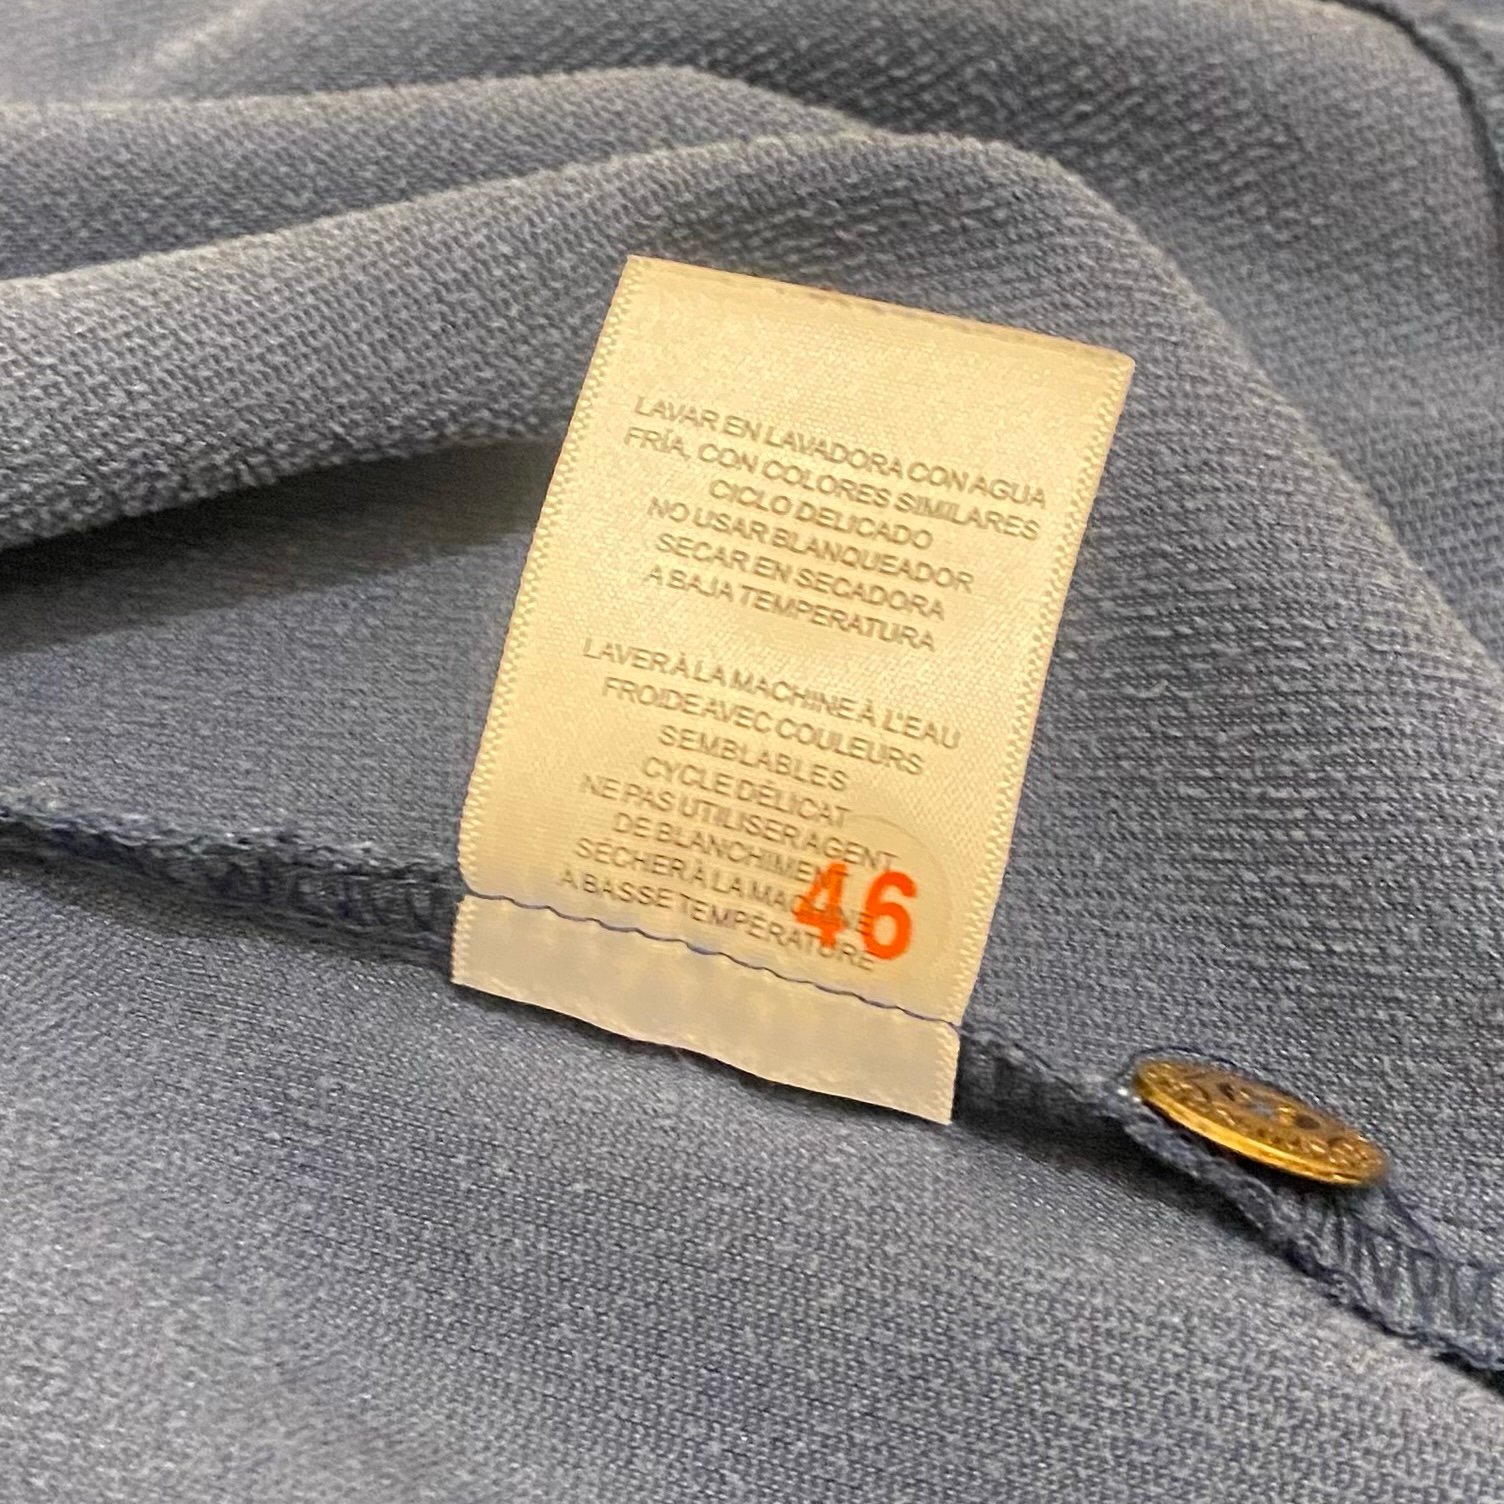 LAVAR EN LAVADORA CON AGUA
FRÍA, CON COLORES SIMILARES
CICLO DELICADO
NO USAR BLANQUEADOR
SECAR EN SECADORA
A BAJA TEMPERATURA
LAVER À LA MACHINE À L'EAU
FROIDE AVEC COULEURS
SEMBLABLES
CYCLE DÉLICAT
NE PAS UTILISER AGENT
DE BLANCHIMENT
SÉCHER À LA MACHINE
A BASSE TEMPÉRATURE
46